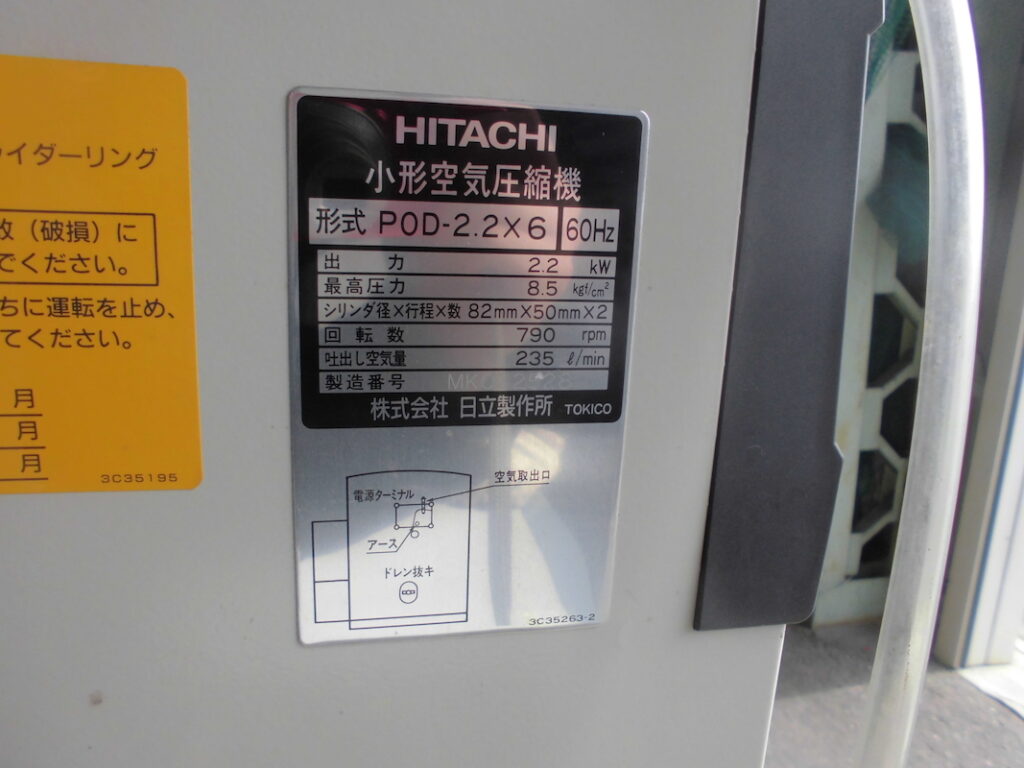 イダーリング
(破損)に
でください。
ちに運転を止め、
てください。
月
月
月
3C35195
HITACHI
小形空気圧縮機
形式 POD-2.2×6 60Hz
出力 2.2 kW
最高圧力 8.5 kgf/cm²
シリンダ径×行程×数 82mm×50mm×2
回転数 790 rpm
吐出し空気量 235 ℓ/min
製造番号
株式会社 日立製作所 TOKICO
空気取出口
電源ターミナル
アース
ドレン抜キ
3C35263-2